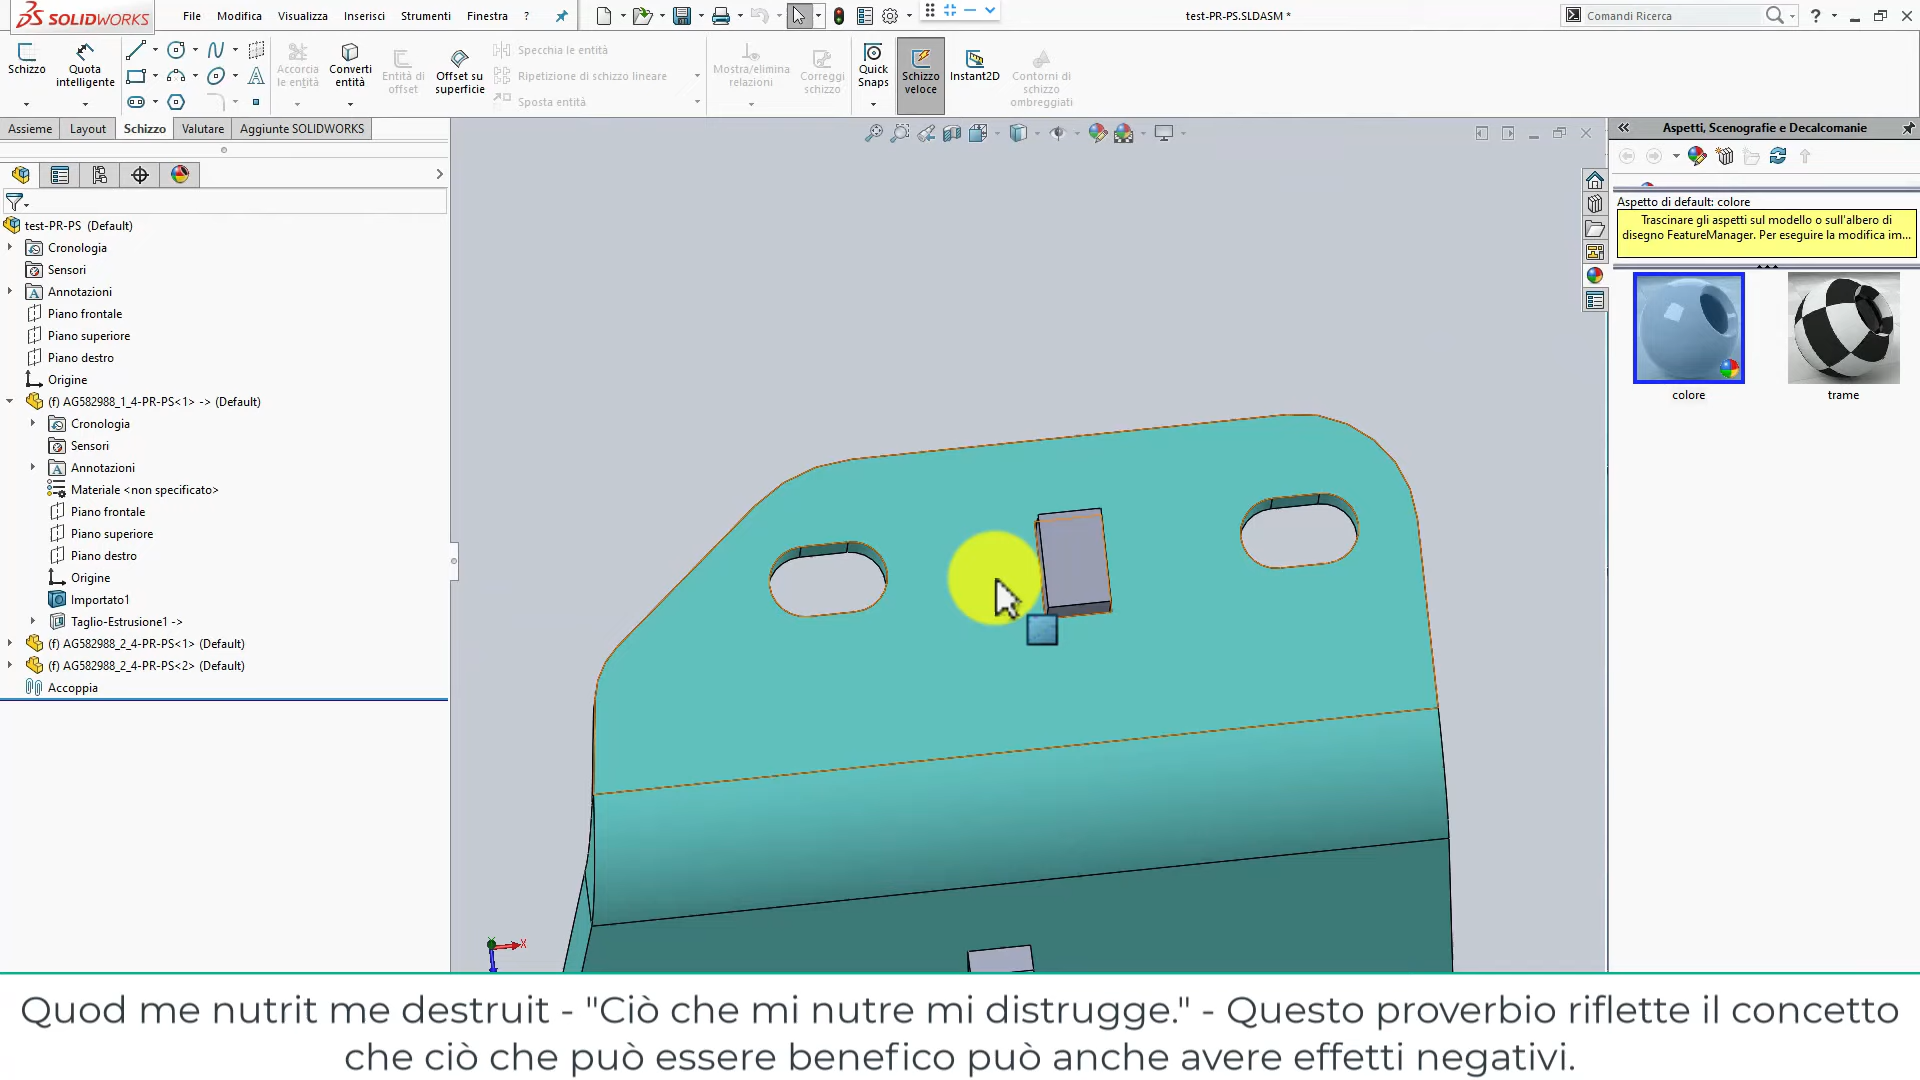 SOLIDWORKS
File Modifica Visualizza Inserisci Strumenti Finestra ?
test-PR-PS.SLDASM *
Comandi Ricerca
?
Schizzo
Quota intelligente
Accorcia le entità
Converti entità
Entità di offset
Offset su superficie
Specchia le entità
Ripetizione di schizzo lineare
Sposta entità
Mostra/elimina relazioni
Correggi schizzo
Quick Snaps
Schizzo veloce
Instant2D
Contorni di schizzo ombreggiati
Assieme Layout Schizzo Valutare Aggiunte SOLIDWORKS
test-PR-PS (Default)
Cronologia
Sensori
Annotazioni
Piano frontale
Piano superiore
Piano destro
Origine
(f) AG582988_1_4-PR-PS<1> -> (Default)
Cronologia
Sensori
Annotazioni
Materiale <non specificato>
Piano frontale
Piano superiore
Piano destro
Origine
Importato1
Taglio-Estrusione1 ->
(f) AG582988_2_4-PR-PS<1> (Default)
(f) AG582988_2_4-PR-PS<2> (Default)
Accoppia
X
Aspetti, Scenografie e Decalcomanie
Aspetto di default: colore
Trascinare gli aspetti sul modello o sull'albero di
disegno FeatureManager. Per eseguire la modifica im...
colore
trame
Quod me nutrit me destruit - "Ciò che mi nutre mi distrugge." - Questo proverbio riflette il concetto
che ciò che può essere benefico può anche avere effetti negativi.